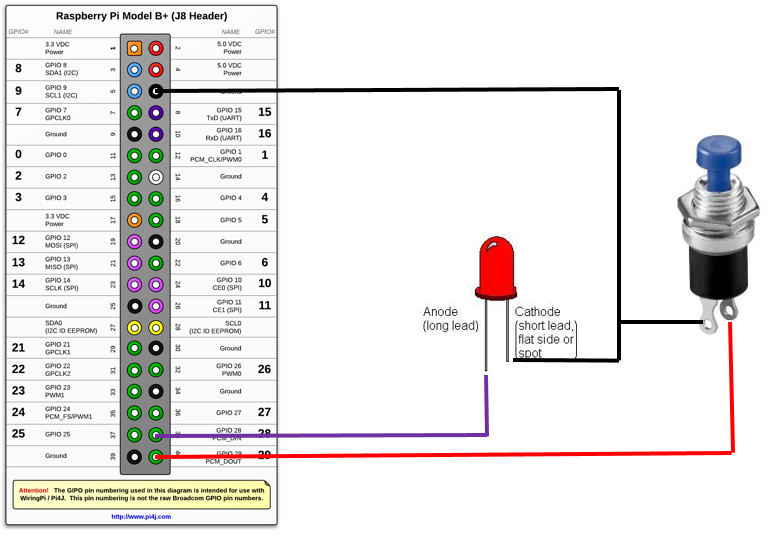 Raspberry Pi Model B+ (J8 Header)
GPIO# NAME NAME GPIO#
3.3 VDC 1 2 5.0 VDC
Power Power
8 GPIO 8 3 4 5.0 VDC
SDA1 (I2C) Power
9 GPIO 9 5 Ground
SCL1 (I2C)
7 GPIO 7 7 8 GPIO 15 15
GPCLK0 TxD (UART)
Ground 9 10 GPIO 16 16
RxD (UART)
0 GPIO 0 11 12 GPIO 1 1
PCM_CLK/PWM0
2 GPIO 2 13 14 Ground
3 GPIO 3 15 16 GPIO 4 4
3.3 VDC 17 18 GPIO 5 5
Power
12 GPIO 12 19 20 Ground
MOSI (SPI)
13 GPIO 13 21 22 GPIO 6 6
MISO (SPI)
14 GPIO 14 23 24 GPIO 10 10
SCLK (SPI) CE0 (SPI)
Ground 25 26 GPIO 11 11
CE1 (SPI)
SDA0 27 28 SCL0
(I2C ID EEPROM) (I2C ID EEPROM)
21 GPIO 21 29 30 Ground
GPCLK1
22 GPIO 22 31 32 GPIO 26 26
GPCLK2 PWM0
23 GPIO 23 33 34 Ground
PWM1
24 GPIO 24 35 36 GPIO 27 27
PCM_FS/PWM1
25 GPIO 25 37 GPIO 28 28
PCM_DIN
Ground 39 40 GPIO 29 29
PCM_DOUT
Attention! The GIPO pin numbering used in this diagram is intended for use with
WiringPi / Pi4J. This pin numbering is not the raw Broadcom GPIO pin numbers.
http://www.pi4j.com
Anode
(long lead)
Cathode
(short lead,
flat side or
spot